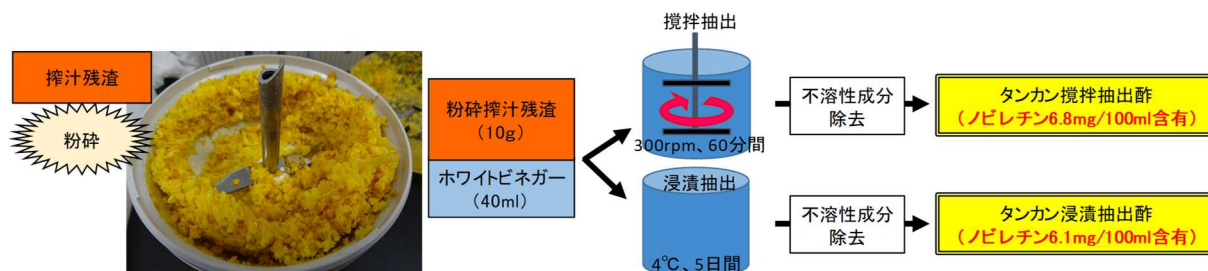 搾汁残渣
粉砕
粉砕搾汁残渣
(10g)
ホワイトビネガー
(40ml)
撹拌抽出
300rpm、60分間
浸漬抽出
4℃、5日間
不溶性成分
除去
タンカン撹拌抽出酢
(ノビレチン6.8mg/100ml含有)
不溶性成分
除去
タンカン浸漬抽出酢
(ノビレチン6.1mg/100ml含有)